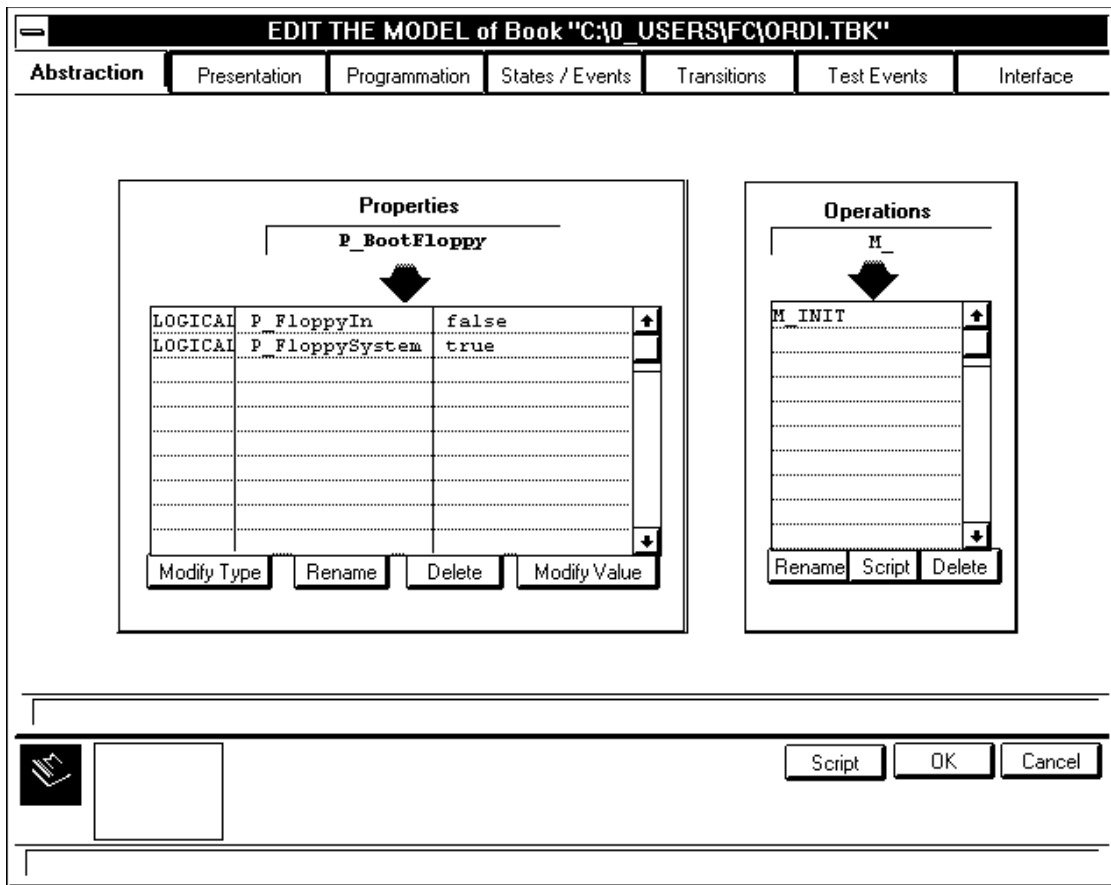 EDIT THE MODEL of Book "C:\0_USERS\FC\ORDI.TBK"
Abstraction Presentation Programmation States / Events Transitions Test Events Interface
Properties
P_BootFloppy
LOGICAL P_FloppyIn false
LOGICAL P_FloppySystem true
Modify Type Rename Delete Modify Value
Operations
M_
M_INIT
Rename Script Delete
Script OK Cancel